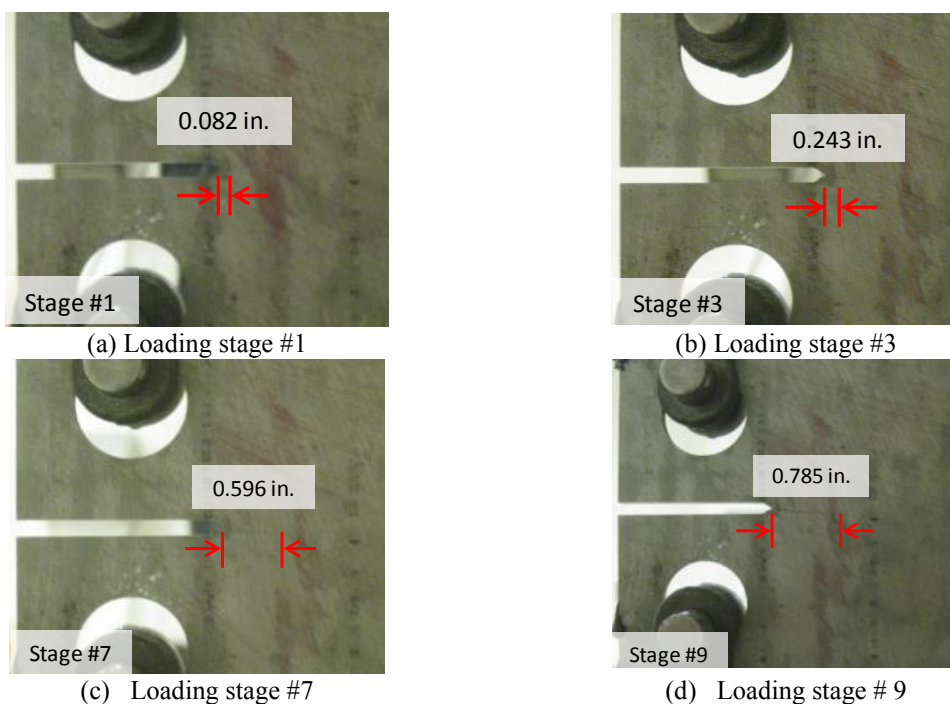 0.082 in.
Stage #1
(a) Loading stage #1
0.243 in.
Stage #3
(b) Loading stage #3
0.596 in.
Stage #7
(c) Loading stage #7
0.785 in.
Stage #9
(d) Loading stage # 9